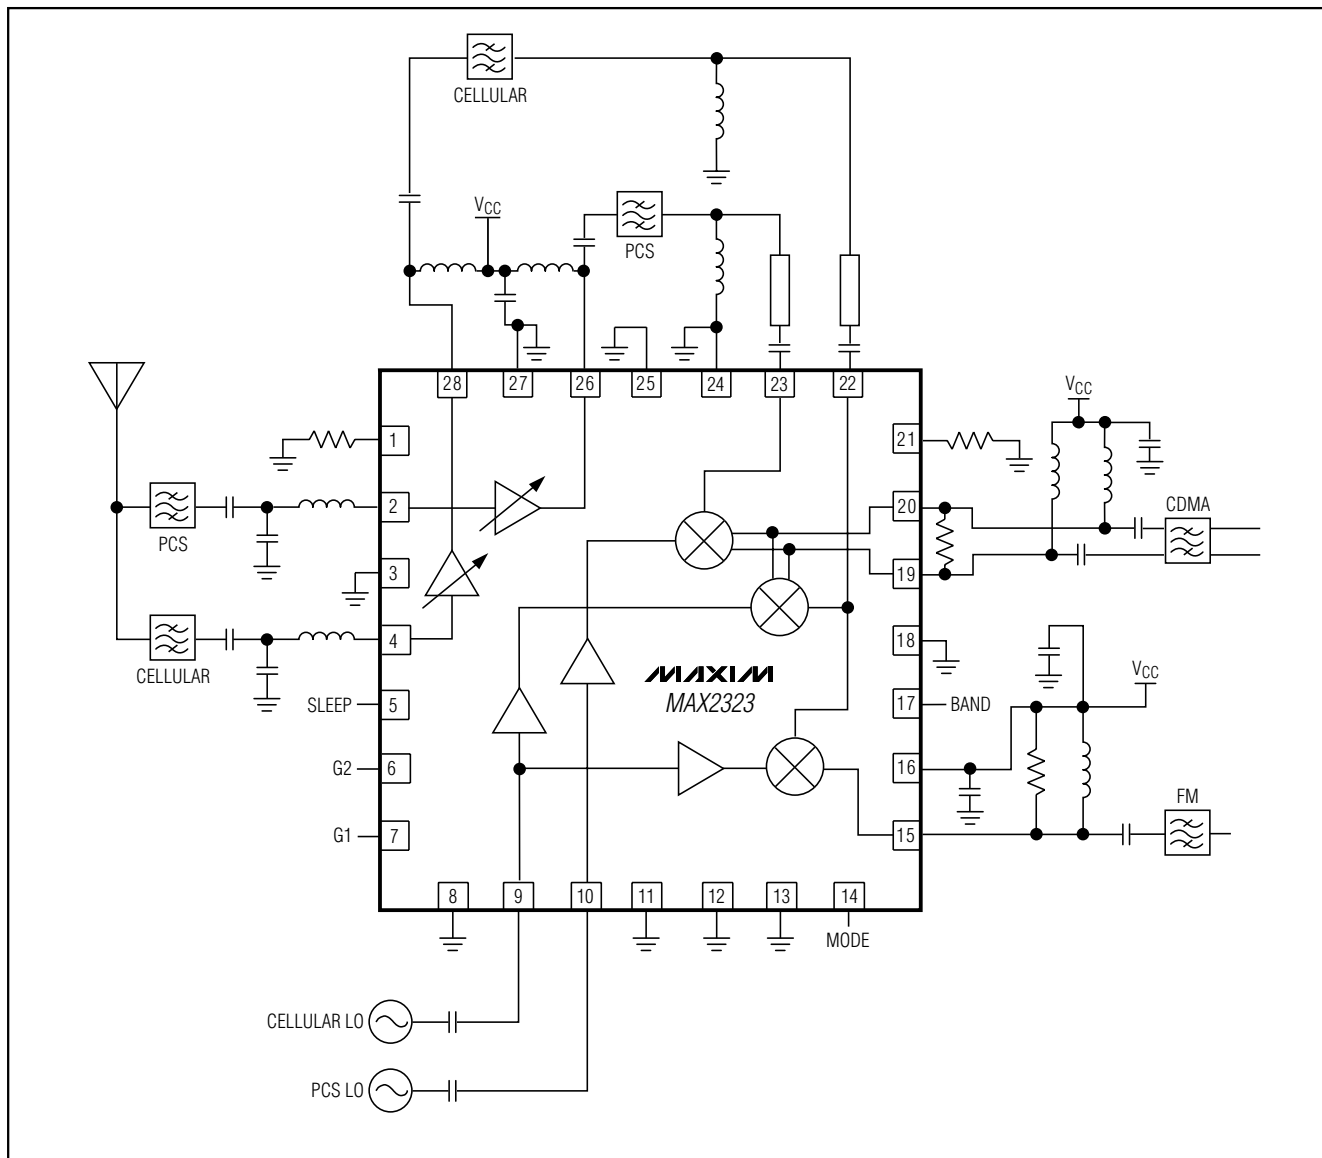 CELLULAR
VCC
PCS
28
27
26
25
24
23
22
1
21
VCC
2
20
CDMA
PCS
3
19
4
18
CELLULAR
MAXIM
MAX2323
VCC
SLEEP
5
17
BAND
G2
6
16
FM
G1
7
15
8
9
10
11
12
13
14
MODE
CELLULAR LO
PCS LO